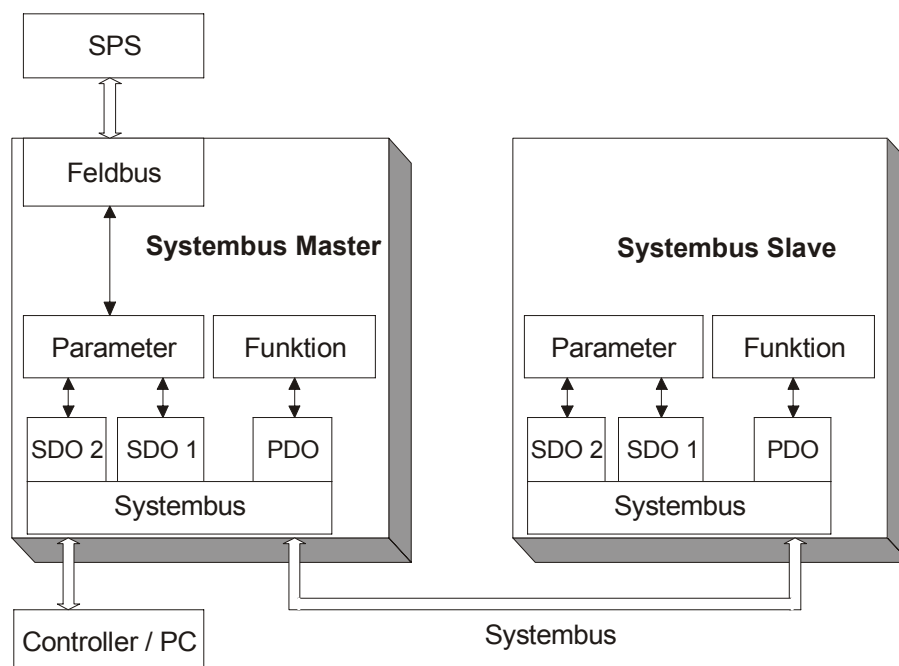 SPS
Feldbus
Systembus Master
Systembus Slave
Parameter
Funktion
Parameter
Funktion
SDO 2
SDO 1
PDO
SDO 2
SDO 1
PDO
Systembus
Systembus
Controller / PC
Systembus